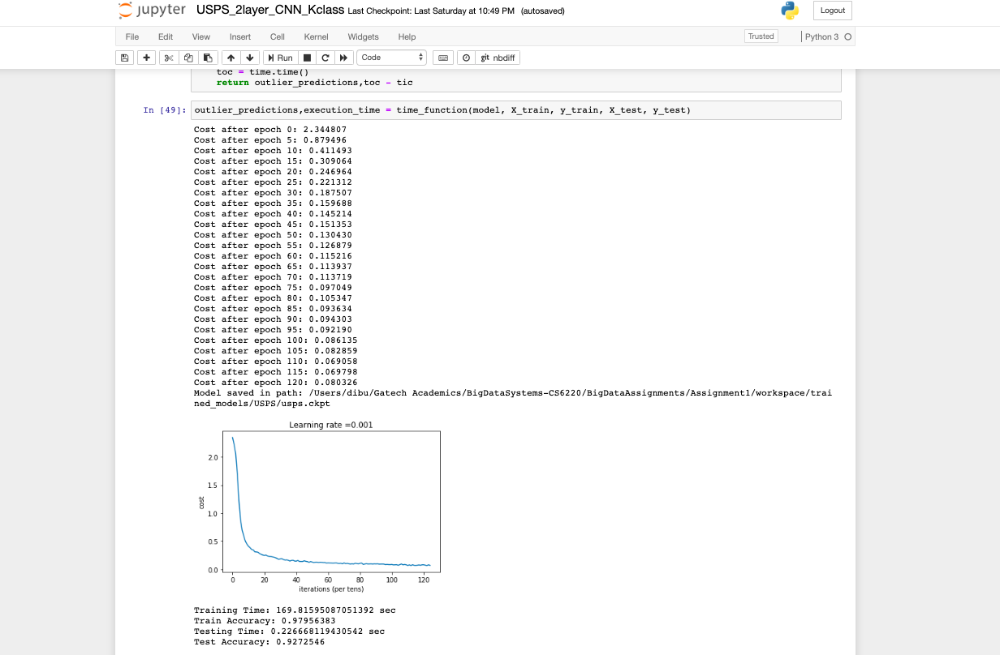 jupyter USPS_2layer_CNN_Kclass Last Checkpoint: Last Saturday at 10:49 PM (autosaved) Logout
File Edit View Insert Cell Kernel Widgets Help Trusted Python 3
Run Code git nbdiff
toc = time.time()
return outlier_predictions,toc - tic
In [49]: outlier_predictions,execution_time = time_function(model, X_train, y_train, X_test, y_test)
Cost after epoch 0: 2.344807
Cost after epoch 5: 0.879496
Cost after epoch 10: 0.411493
Cost after epoch 15: 0.309064
Cost after epoch 20: 0.246964
Cost after epoch 25: 0.221312
Cost after epoch 30: 0.187507
Cost after epoch 35: 0.159688
Cost after epoch 40: 0.145214
Cost after epoch 45: 0.151353
Cost after epoch 50: 0.130430
Cost after epoch 55: 0.126879
Cost after epoch 60: 0.115216
Cost after epoch 65: 0.113937
Cost after epoch 70: 0.113719
Cost after epoch 75: 0.097049
Cost after epoch 80: 0.105347
Cost after epoch 85: 0.093634
Cost after epoch 90: 0.094303
Cost after epoch 95: 0.092190
Cost after epoch 100: 0.086135
Cost after epoch 105: 0.082859
Cost after epoch 110: 0.069058
Cost after epoch 115: 0.069798
Cost after epoch 120: 0.080326
Model saved in path: /Users/dibu/Gatech Academics/BigDataSystems-CS6220/BigDataAssignments/Assignment1/workspace/trai
ned_models/USPS/usps.ckpt
Learning rate =0.001
2.0
1.5
1.0
0.5
0.0
cost
0 20 40 60 80 100 120
iterations (per tens)
Training Time: 169.81595087051392 sec
Train Accuracy: 0.97956383
Testing Time: 0.226668119430542 sec
Test Accuracy: 0.9272546